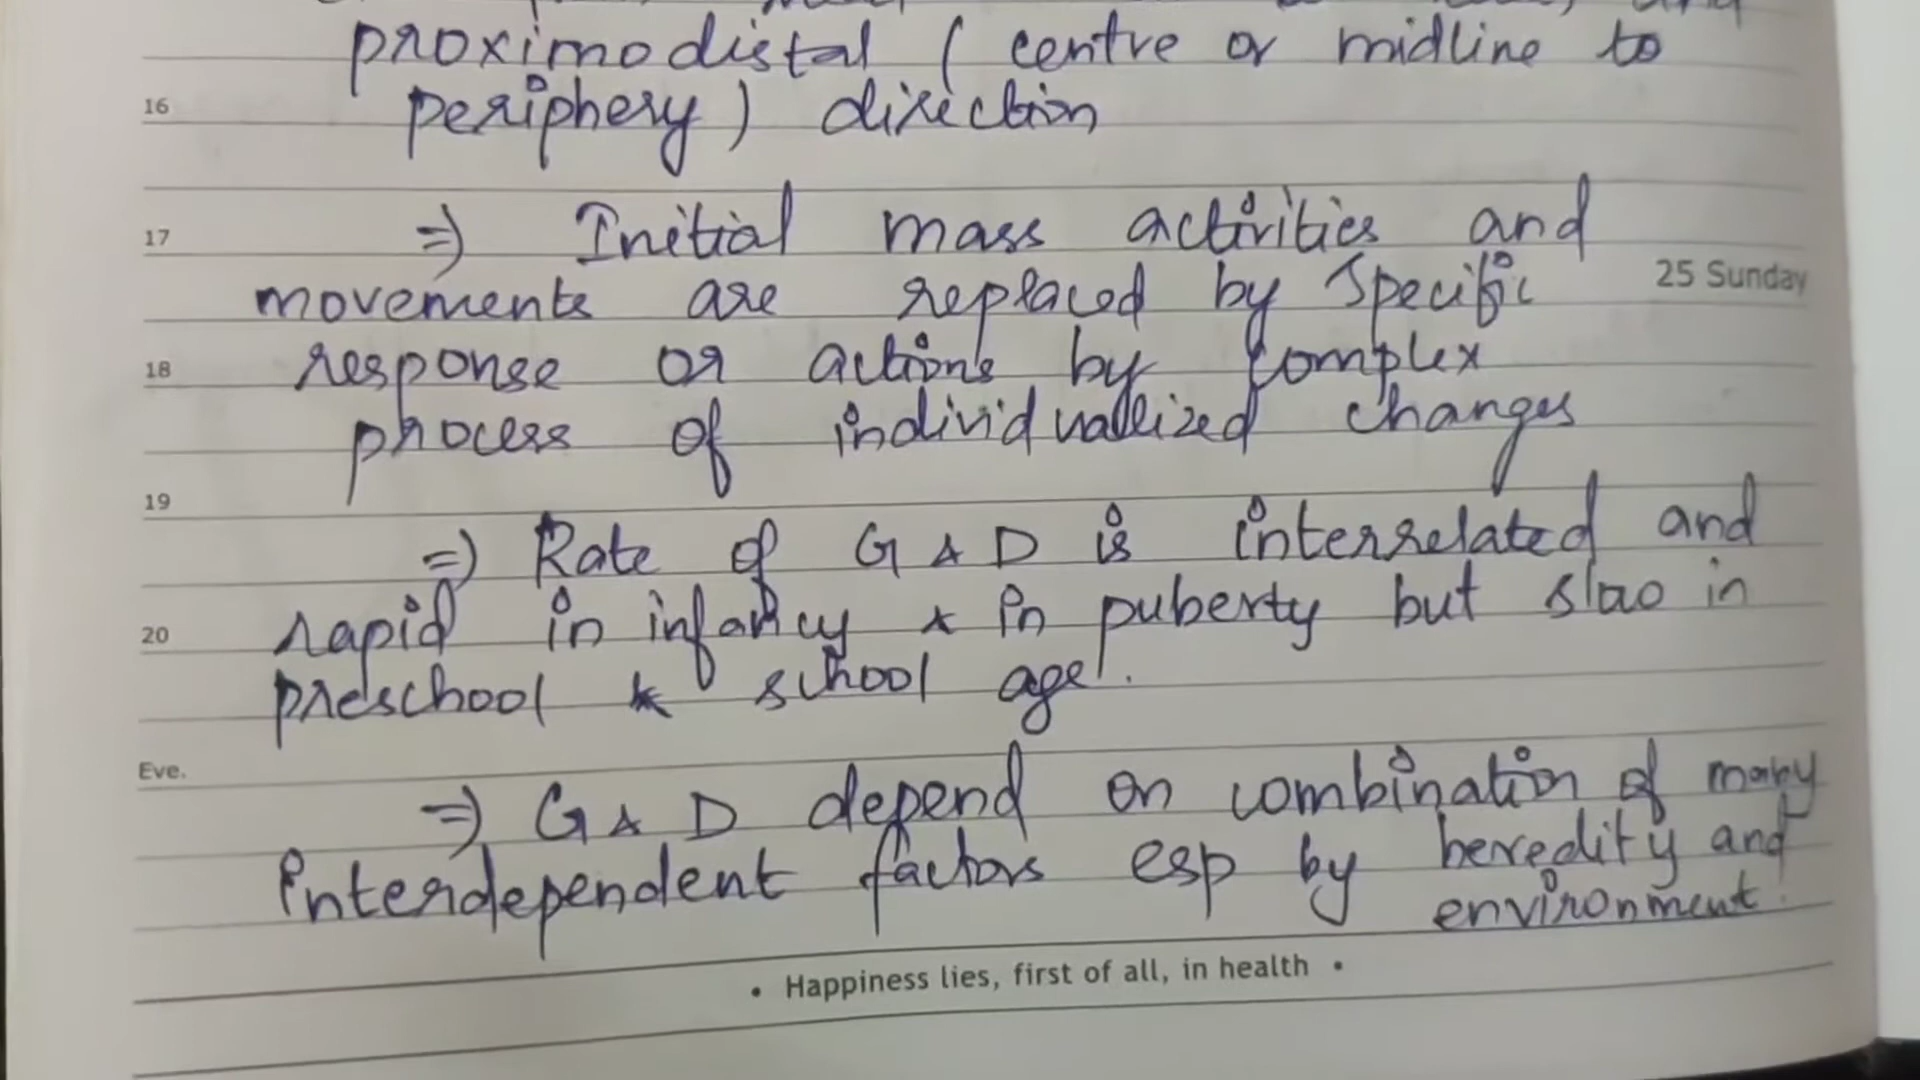 proximodistal ( centre or midline to
16 periphery ) direction
17 => Initial mass activities and
movements are replaced by specific
25 Sunday
18 response or actions by complex
process of individuallized changes
19
=> Rate of G & D is interrelated and
20 rapid in infancy & in puberty but slow in
preschool & school age.
Eve.
=> G & D depend on combination of many
interdependent factors esp by heredity and
environment.
• Happiness lies, first of all, in health •